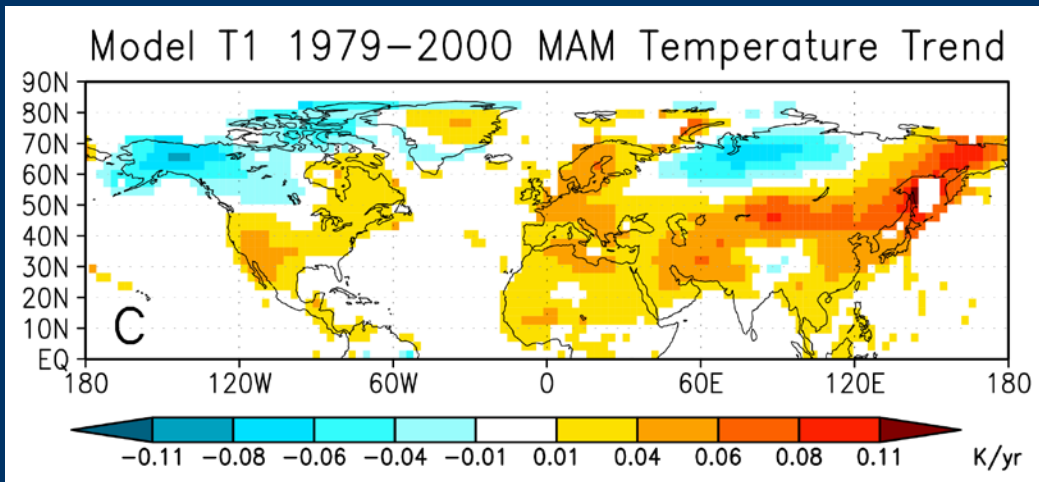 Model T1 1979-2000 MAM Temperature Trend
90N
80N
70N
60N
50N
40N
30N
20N
10N
EQ
C
180 120W 60W 0 60E 120E 180
-0.11 -0.08 -0.06 -0.04 -0.01 0.01 0.04 0.06 0.08 0.11 K/yr